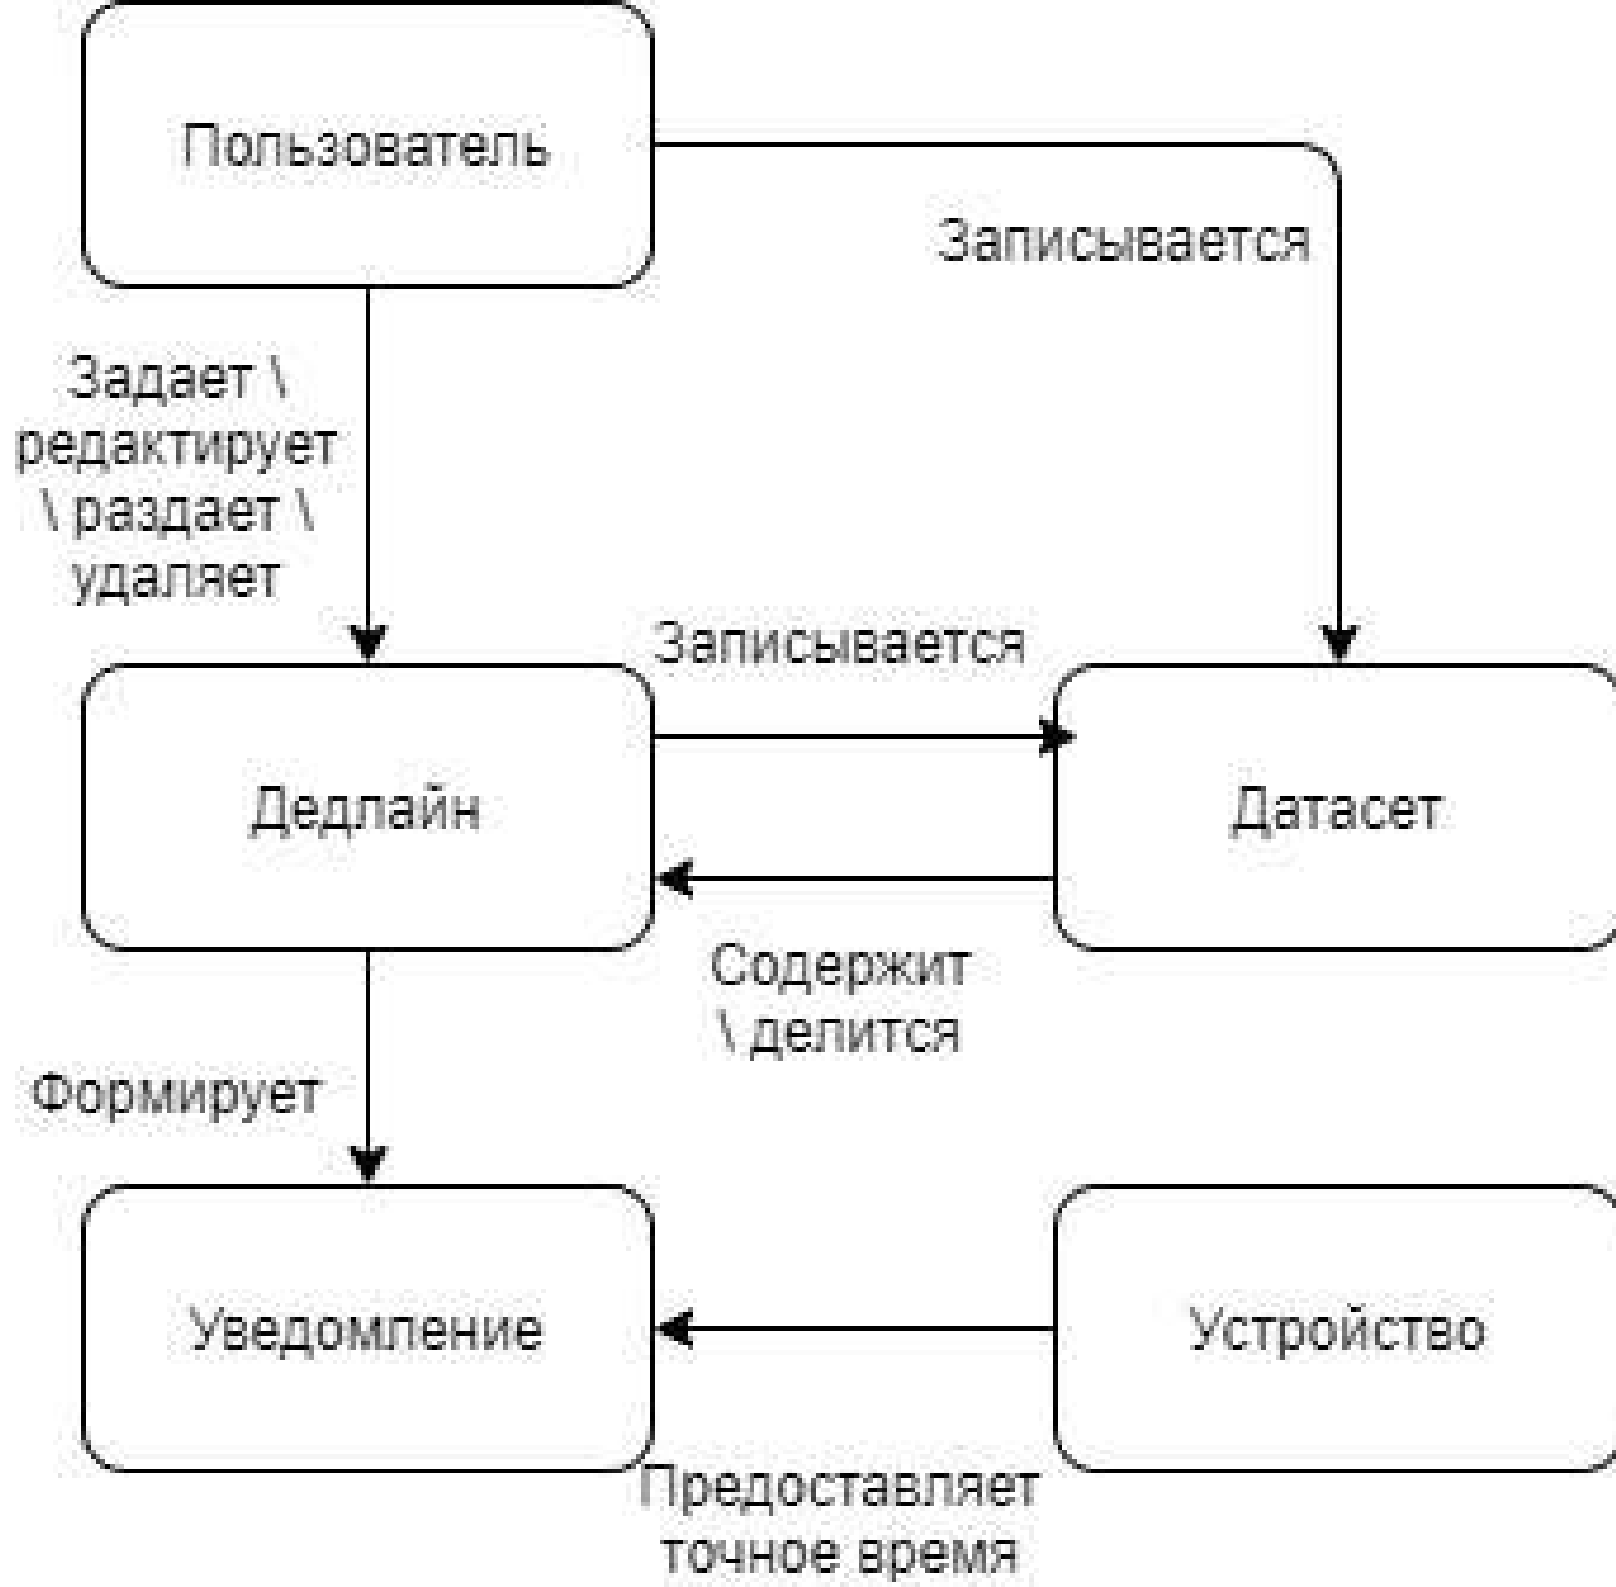 Пользователь
Записывается
Задает \
редактирует
\ раздает \
удаляет
Записывается
Дедлайн
Датасет
Содержит
\ делится
Формирует
Уведомление
Устройство
Предоставляет
точное время